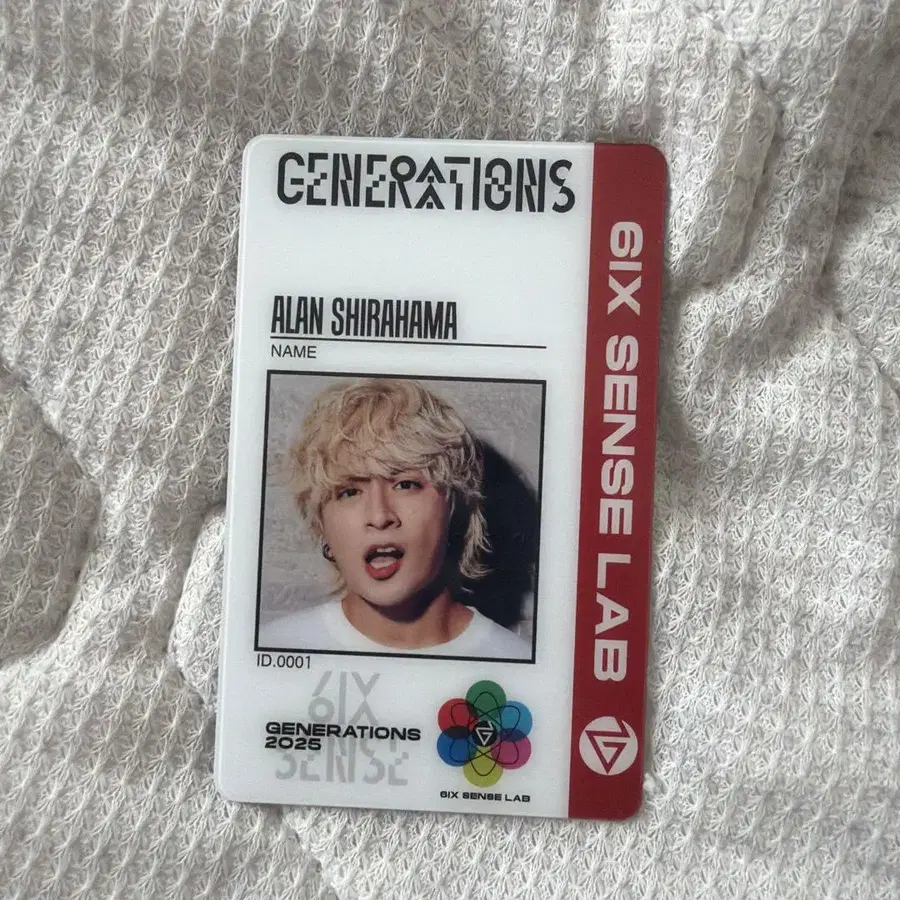 GENERATIONS
ALAN SHIRAHAMA
NAME
ID.0001
6IX
GENERATIONS
2025
SENSE
6IX SENSE LAB
6IX SENSE LAB